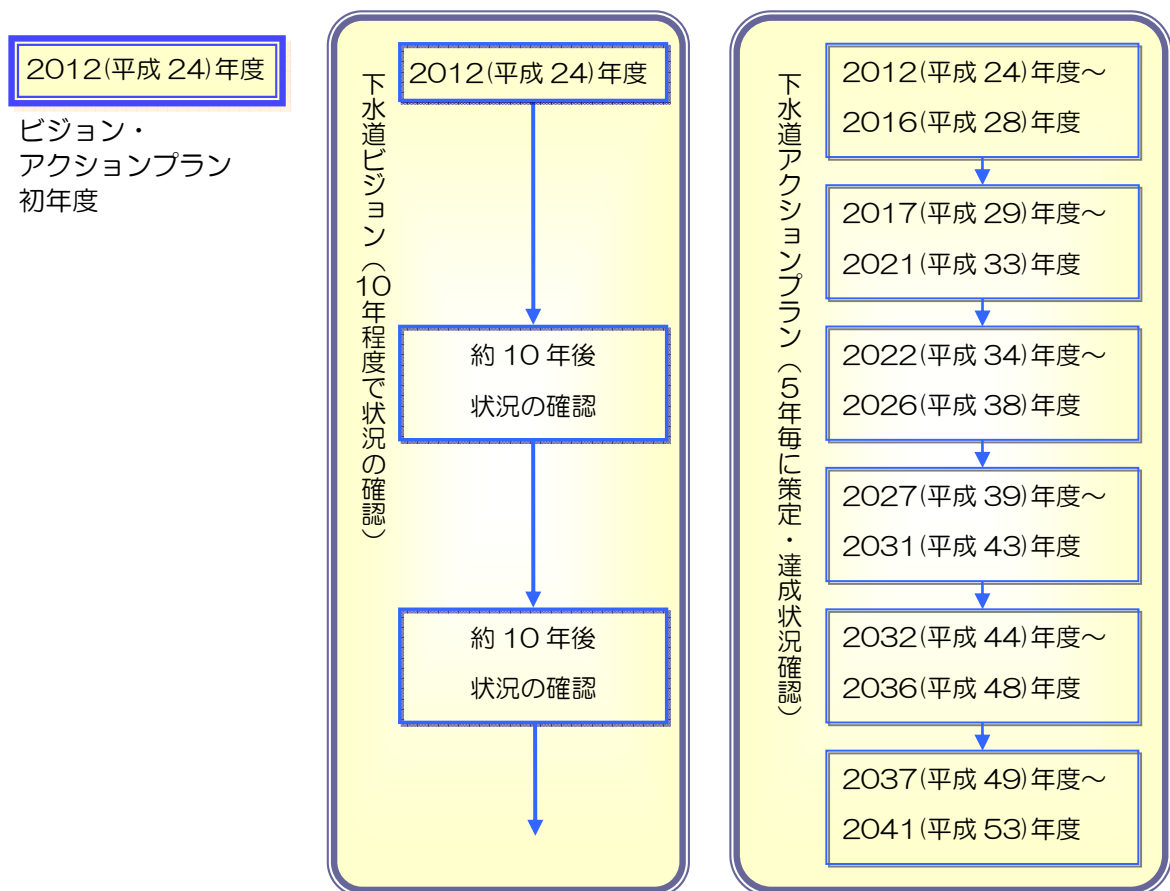 2012(平成 24)年度
ビジョン・
アクションプラン
初年度
下水道ビジョン（10年程度で状況の確認）
2012(平成 24)年度
約 10 年後
状況の確認
約 10 年後
状況の確認
下水道アクションプラン（5年毎に策定・達成状況確認）
2012(平成 24)年度～
2016(平成 28)年度
2017(平成 29)年度～
2021(平成 33)年度
2022(平成 34)年度～
2026(平成 38)年度
2027(平成 39)年度～
2031(平成 43)年度
2032(平成 44)年度～
2036(平成 48)年度
2037(平成 49)年度～
2041(平成 53)年度